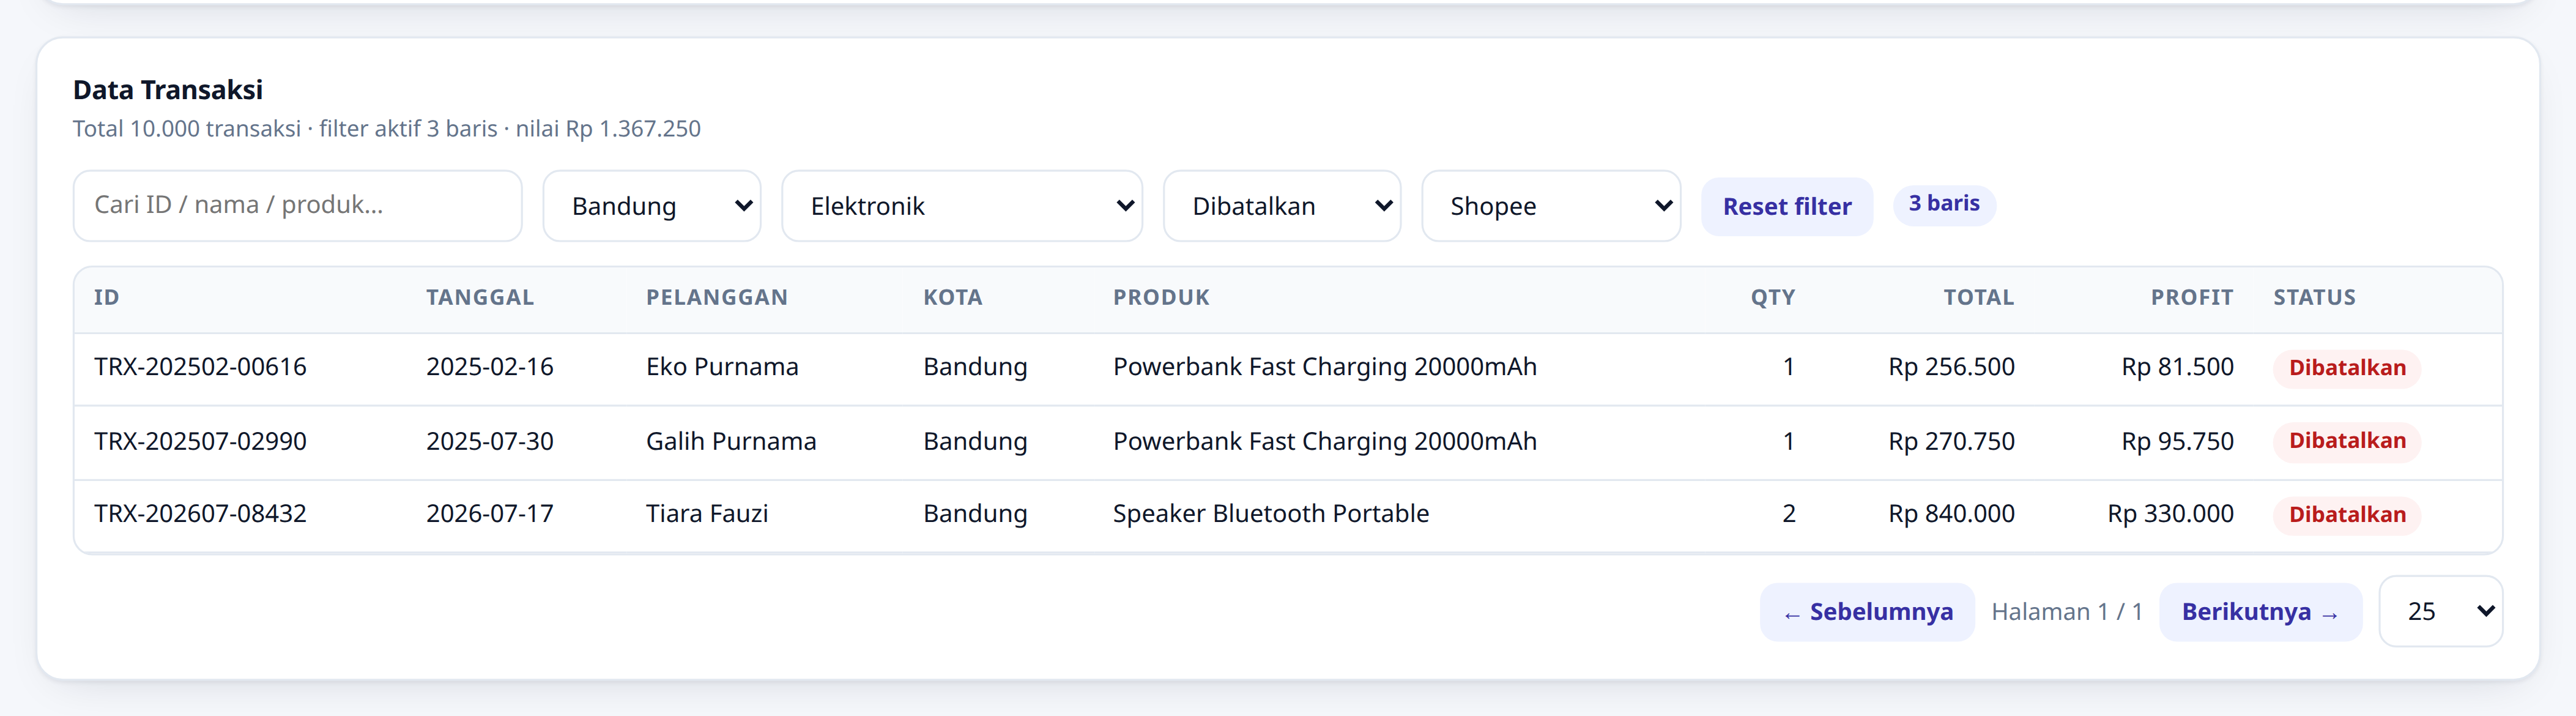 Data Transaksi
Total 10.000 transaksi · filter aktif 3 baris · nilai Rp 1.367.250
Cari ID / nama / produk... Bandung Elektronik Dibatalkan Shopee Reset filter 3 baris
ID TANGGAL PELANGGAN KOTA PRODUK QTY TOTAL PROFIT STATUS
TRX-202502-00616 2025-02-16 Eko Purnama Bandung Powerbank Fast Charging 20000mAh 1 Rp 256.500 Rp 81.500 Dibatalkan
TRX-202507-02990 2025-07-30 Galih Purnama Bandung Powerbank Fast Charging 20000mAh 1 Rp 270.750 Rp 95.750 Dibatalkan
TRX-202607-08432 2026-07-17 Tiara Fauzi Bandung Speaker Bluetooth Portable 2 Rp 840.000 Rp 330.000 Dibatalkan
← Sebelumnya Halaman 1 / 1 Berikutnya → 25